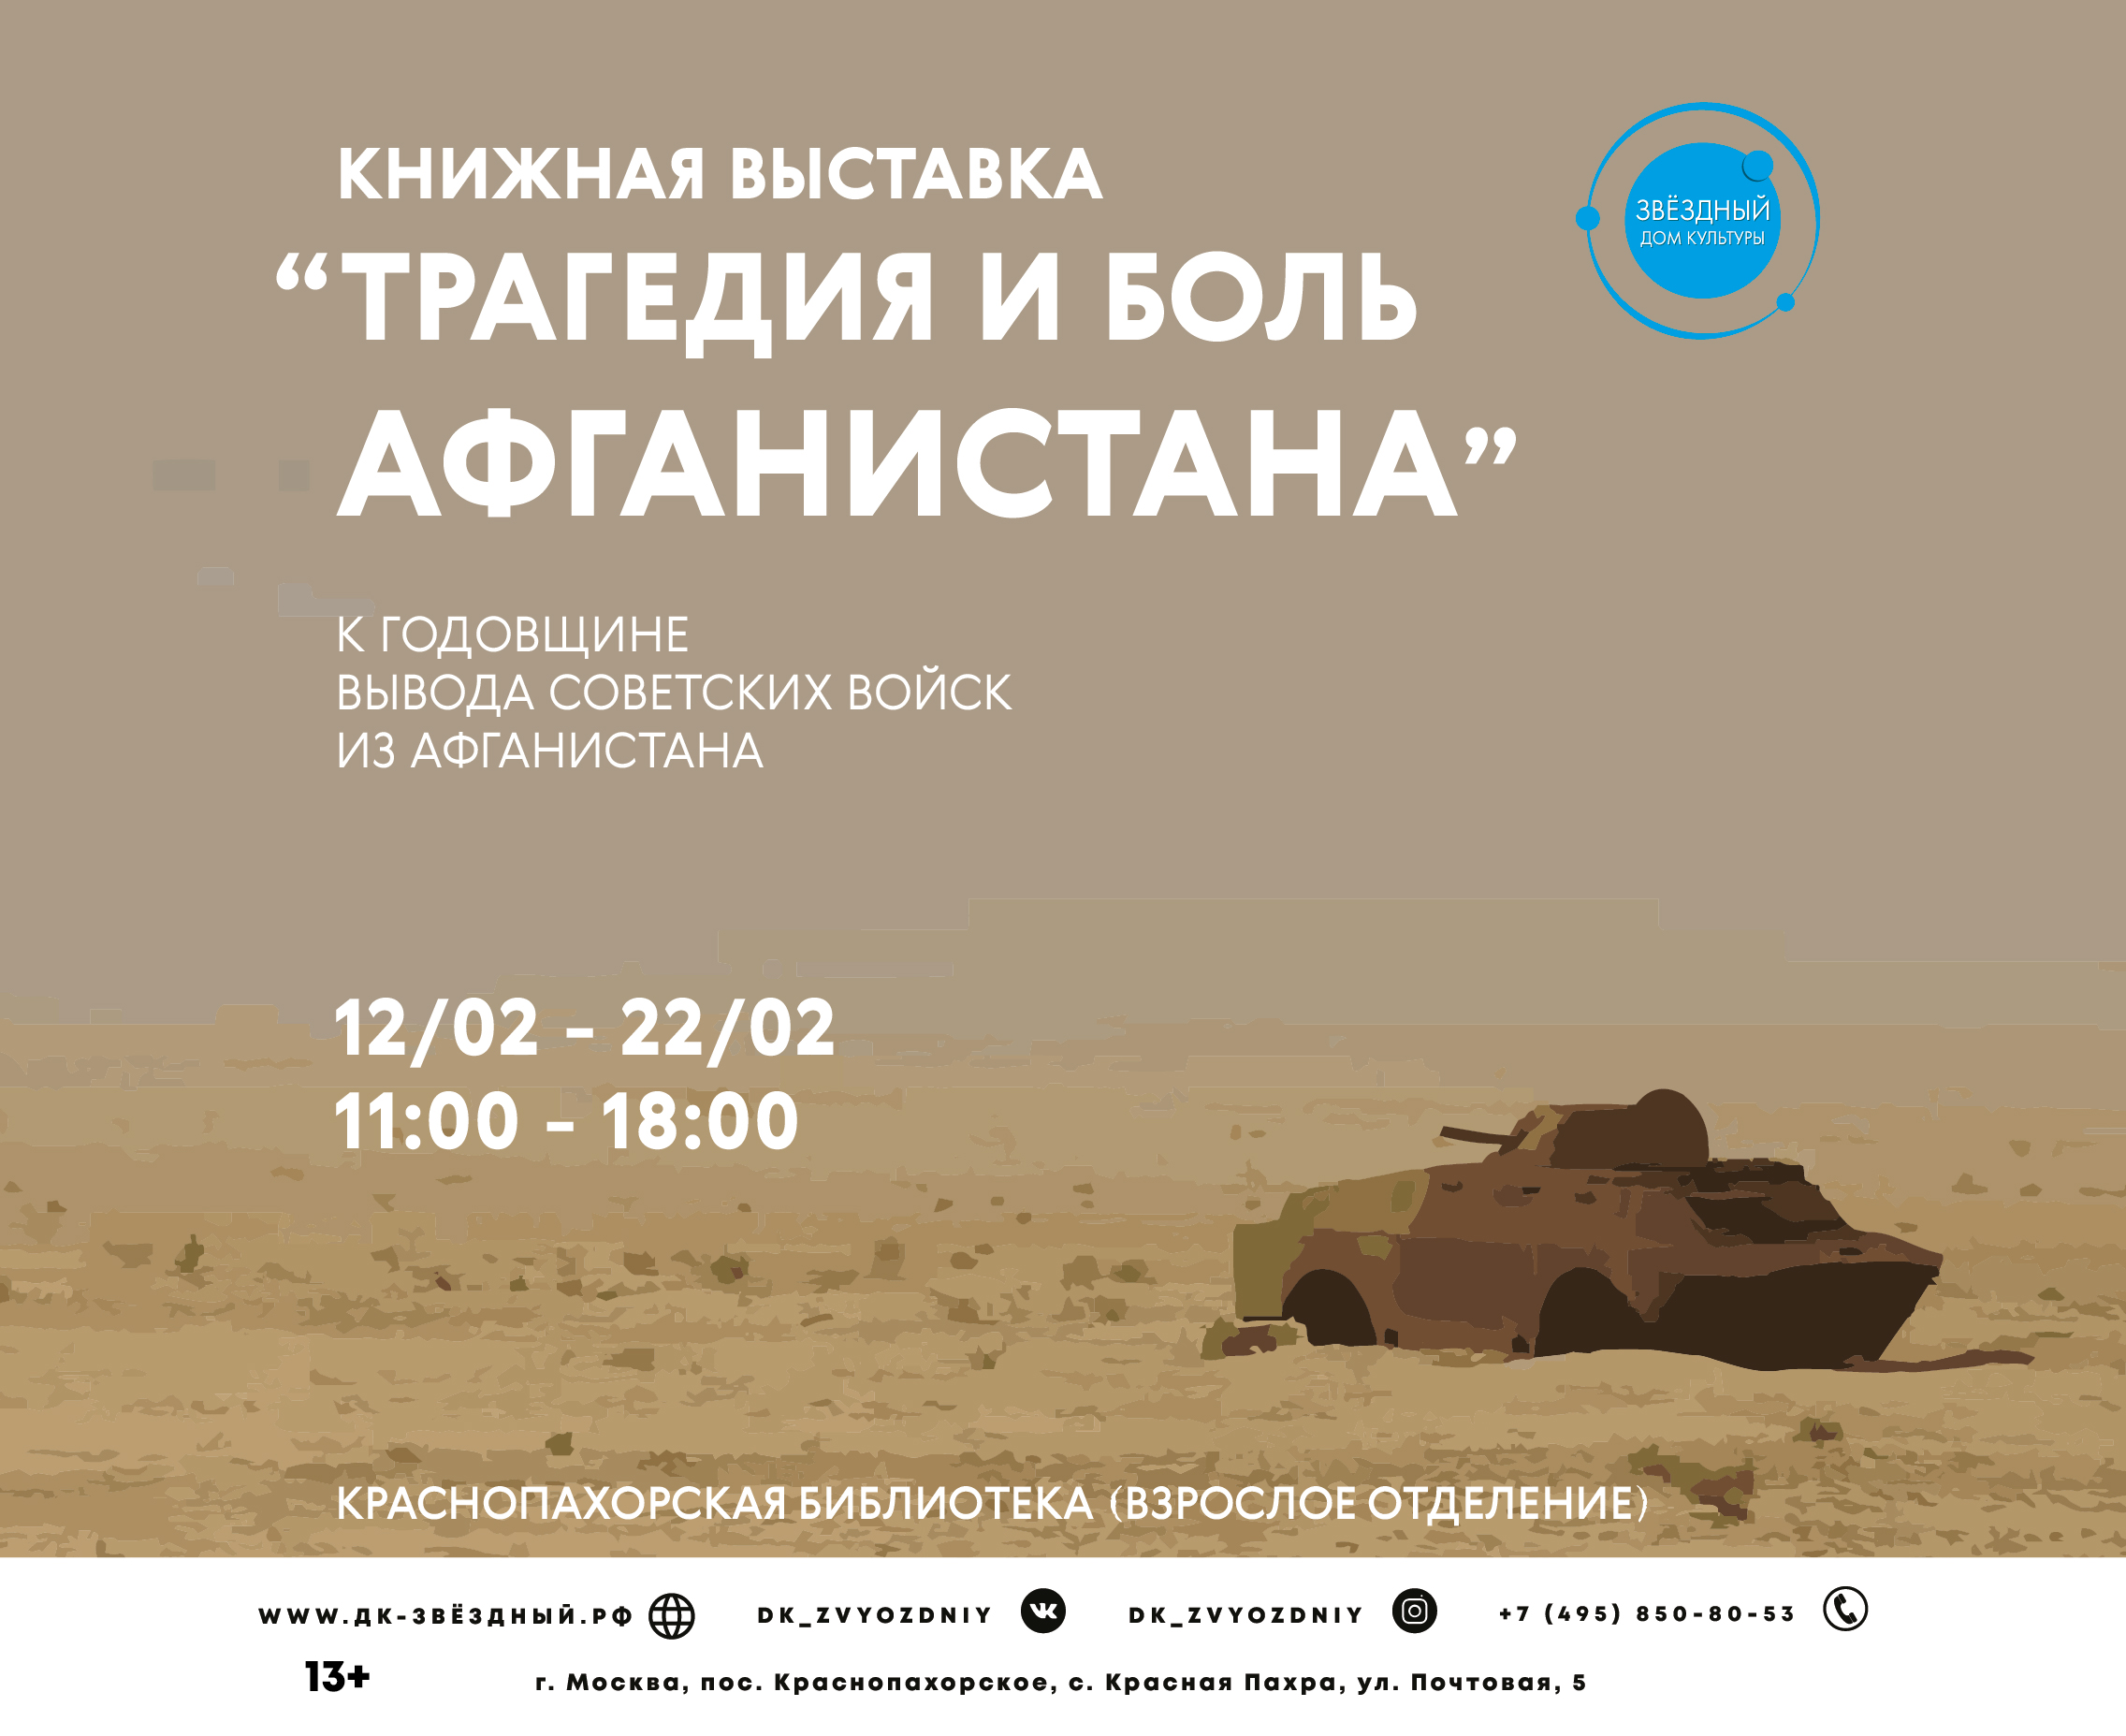 КНИЖНАЯ ВЫСТАВКА
“ТРАГЕДИЯ И БОЛЬ
АФГАНИСТАНА”
ЗВЁЗДНЫЙ
ДОМ КУЛЬТУРЫ
К ГОДОВЩИНЕ
ВЫВОДА СОВЕТСКИХ ВОЙСК
ИЗ АФГАНИСТАНА
12/02 - 22/02
11:00 - 18:00
КРАСНОПАХОРСКАЯ БИБЛИОТЕКА (ВЗРОСЛОЕ ОТДЕЛЕНИЕ)
WWW.ДК-ЗВЁЗДНЫЙ.РФ DK_ZVYOZDNIY DK_ZVYOZDNIY +7 (495) 850-80-53
13+ г. Москва, пос. Краснопахорское, с. Красная Пахра, ул. Почтовая, 5